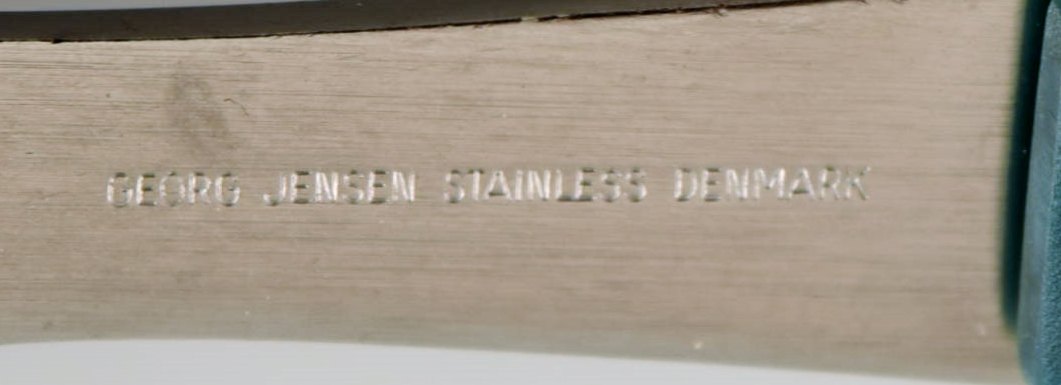 GEORG JENSEN STAINLESS DENMARK